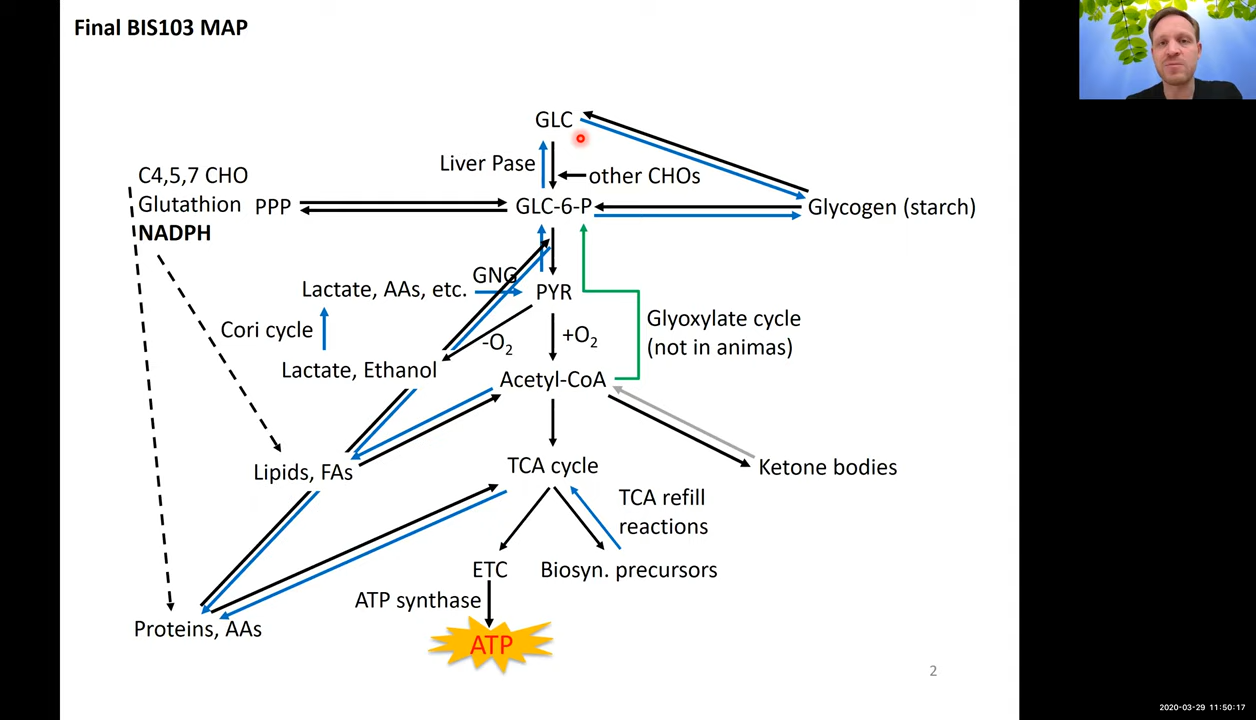 Final BIS103 MAP
GLC
Liver Pase
other CHOs
C4,5,7 CHO
Glutathion
NADPH
PPP
GLC-6-P
Glycogen (starch)
GNG
Lactate, AAs, etc.
PYR
Cori cycle
-O2
+O2
Glyoxylate cycle
(not in animas)
Lactate, Ethanol
Acetyl-CoA
Lipids, FAs
TCA cycle
Ketone bodies
TCA refill
reactions
ETC
Biosyn. precursors
ATP synthase
Proteins, AAs
ATP
2
2020-03-29 11:50:17